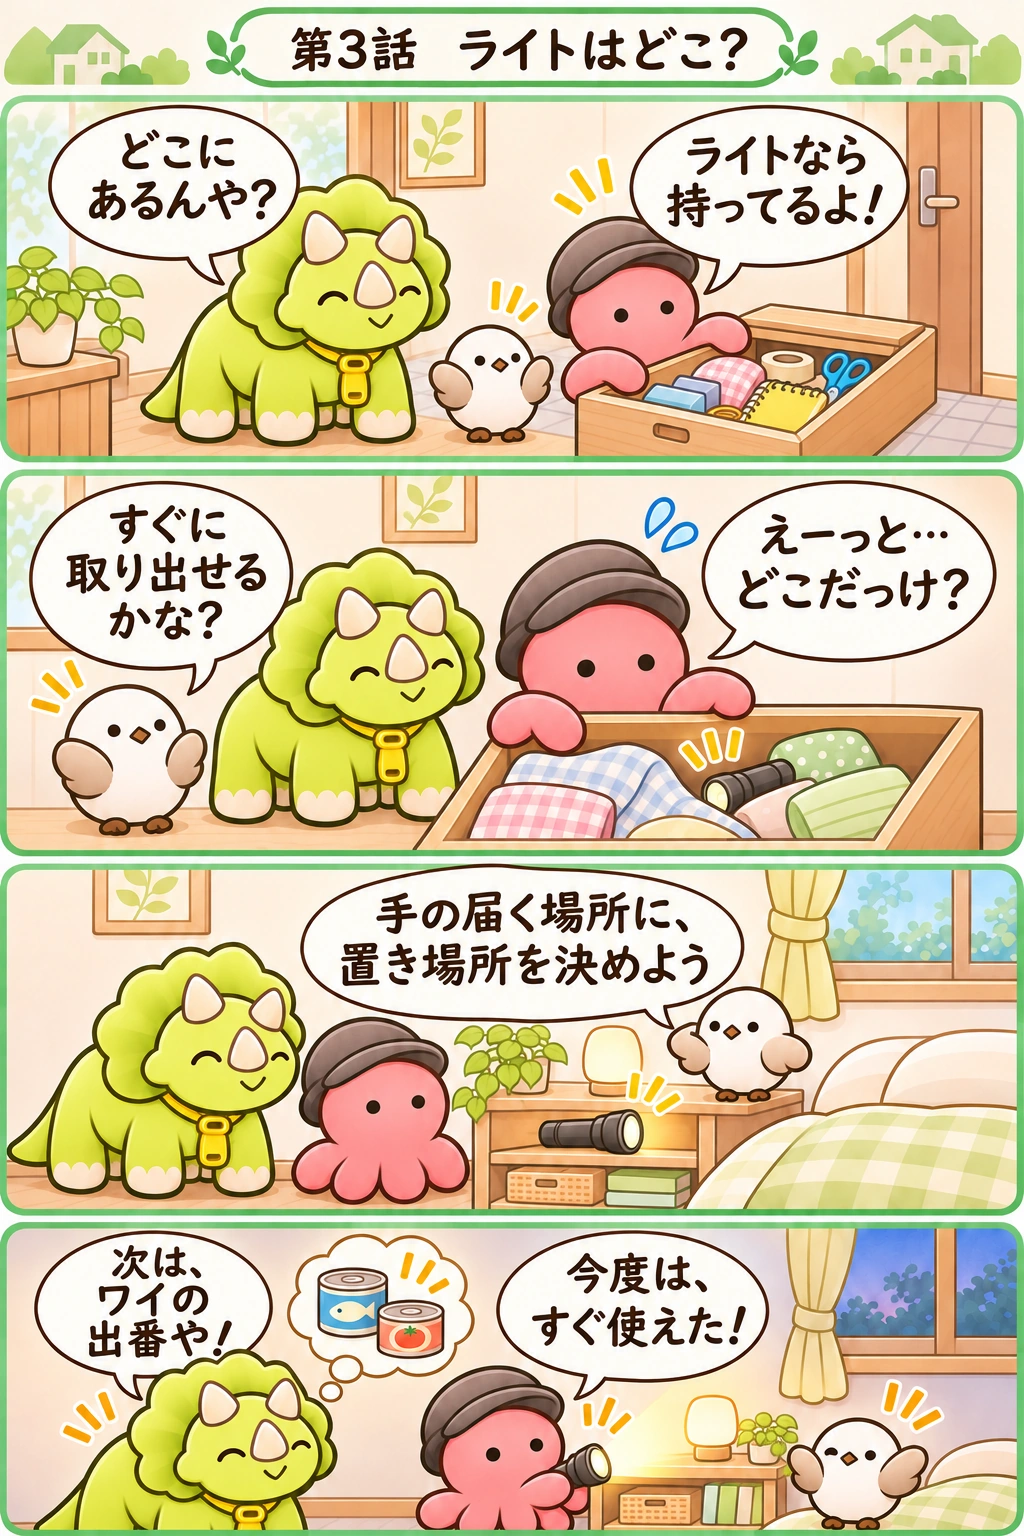 第3話　ライトはどこ？
どこに
あるんや？
ライトなら
持ってるよ！
すぐに
取り出せる
かな？
えーっと…
どこだっけ？
手の届く場所に、
置き場所を決めよう
次は、
ワイの
出番や！
今度は、
すぐ使えた！